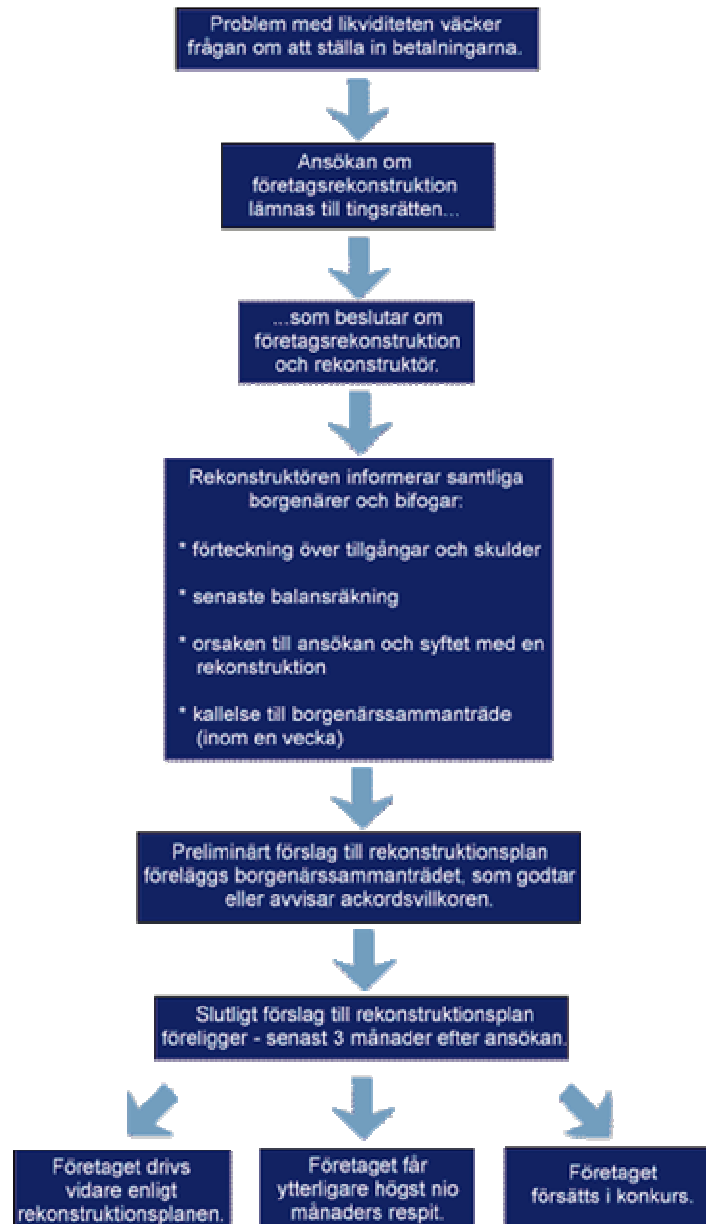 Problem med likviditeten väcker
frågan om att ställa in betalningarna.
Ansökan om
företagsrekonstruktion
lämnas till tingsrätten...
...som beslutar om
företagsrekonstruktion
och rekonstruktör.
Rekonstruktören informerar samtliga
borgenärer och bifogar:
* förteckning över tillgångar och skulder
* senaste balansräkning
* orsaken till ansökan och syftet med en
rekonstruktion
* kallelse till borgenärssammanträde
(inom en vecka)
Preliminärt förslag till rekonstruktionsplan
föreläggs borgenärssammanträdet, som godtar
eller avvisar ackordsvillkoren.
Slutligt förslag till rekonstruktionsplan
föreligger - senast 3 månader efter ansökan.
Företaget drivs
vidare enligt
rekonstruktionsplanen.
Företaget får
ytterligare högst nio
månaders respit.
Företaget
försätts i konkurs.